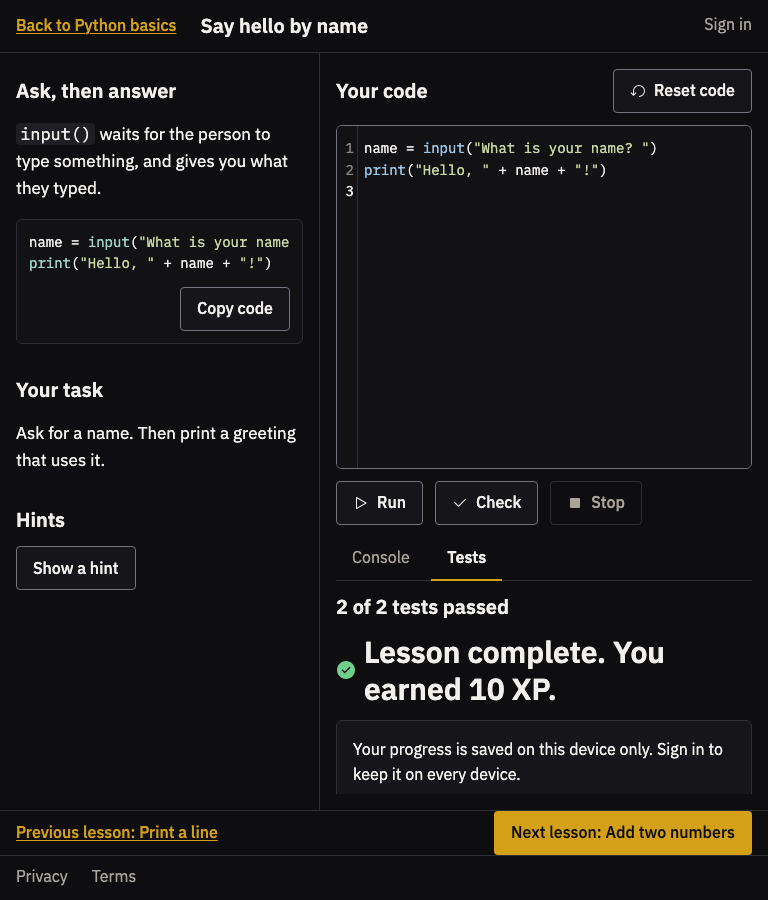 Back to Python basics
Say hello by name
Sign in
Ask, then answer
input() waits for the person to
type something, and gives you what
they typed.
name = input("What is your name
print("Hello, " + name + "!")
Copy code
Your task
Ask for a name. Then print a greeting
that uses it.
Hints
Show a hint
Your code
Reset code
1 name = input("What is your name? ")
2 print("Hello, " + name + "!")
3
Run
Check
Stop
Console
Tests
2 of 2 tests passed
Lesson complete. You
earned 10 XP.
Your progress is saved on this device only. Sign in to
keep it on every device.
Previous lesson: Print a line
Next lesson: Add two numbers
Privacy
Terms